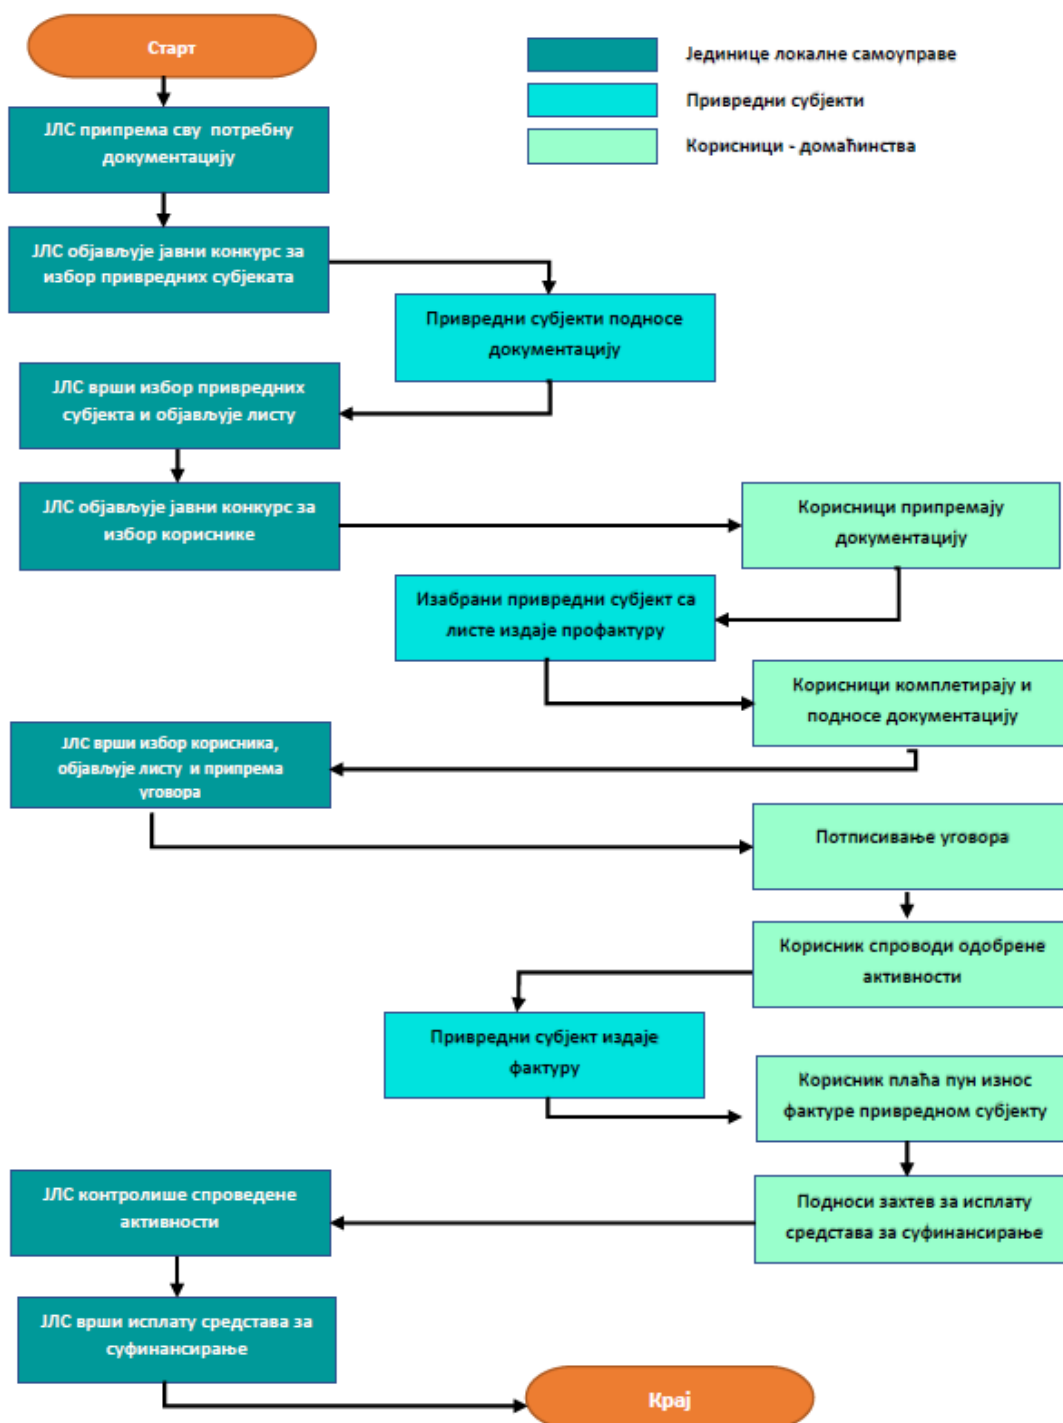 Старт
Јединице локалне самоуправе
Привредни субјекти
Корисници - домаћинства
ЈЛС припрема сву потребну
документацију
ЈЛС објављује јавни конкурс за
избор привредних субјеката
Привредни субјекти подносе
документацију
ЈЛС врши избор привредних
субјекта и објављује листу
ЈЛС објављује јавни конкурс за
избор кориснике
Корисници припремају
документацију
Изабрани привредни субјект са
листе издаје профактуру
Корисници комплетирају и
подносе документацију
ЈЛС врши избор корисника,
објављује листу и припрема
уговора
Потписивање уговора
Корисник спроводи одобрене
активности
Привредни субјект издаје
фактуру
Корисник плаћа пун износ
фактуре привредном субјекту
Подноси захтев за исплату
средстава за суфинансирање
ЈЛС контролише спроведене
активности
ЈЛС врши исплату средстава за
суфинансирање
Крај